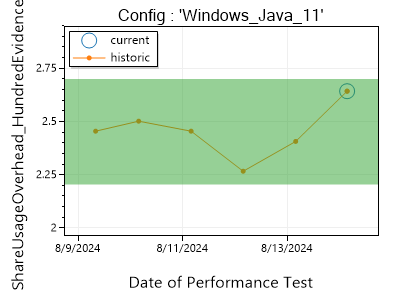 Config : 'Windows_Java_11'
current
historic
ShareUsageOverhead_HundredEvidence
2.75
2.5
2.25
2
8/9/2024
8/11/2024
8/13/2024
Date of Performance Test